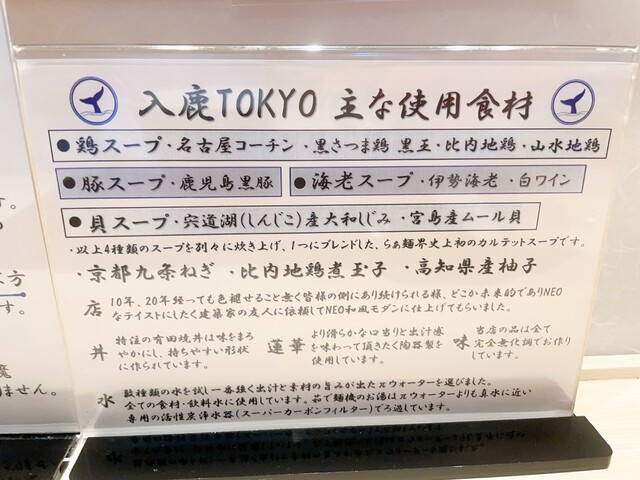 入鹿TOKYO 主な使用食材
●鶏スープ・名古屋コーチン・黒さつま鶏 黒王・比内地鶏・山水地鶏
●豚スープ・鹿児島黒豚
●海老スープ・伊勢海老・白ワイン
●貝スープ・宍道湖(しんじこ)産大和しじみ・宮島産ムール貝
・以上4種類のスープを別々に炊き上げ、1つにブレンドした、らぁ麺界史上初のカルテットスープです。
・京都九条ねぎ ・比内地鶏煮玉子 ・高知県産柚子
店 10年、20年経っても色褪せること無く皆様の側にあり続けられる様、どこか未来的でありNEO
なテイストにしたく建築家の友人に依頼してNEO和風モダンに仕上げてもらいました。
丼 特注の有田焼丼は味をまろ
やかにし、持ちやすい形状
に作られています。
蓮華 より滑らかな口当りと出汁感
を味わって頂きたく陶器製を
使用しています。
味 当店の品は全て
完全無化調でお作り
しています。
水 数種類の水を試し一番強く出汁と素材の旨みが出たπウォーターを選びました。
全ての食材・飲料水に使用しています。茹で麺機のお湯はπウォーターよりも真水に近い
専用の活性炭浄水器(スーパーカーボンフィルター)でろ過しています。
す。
方
す。
魔
ません。